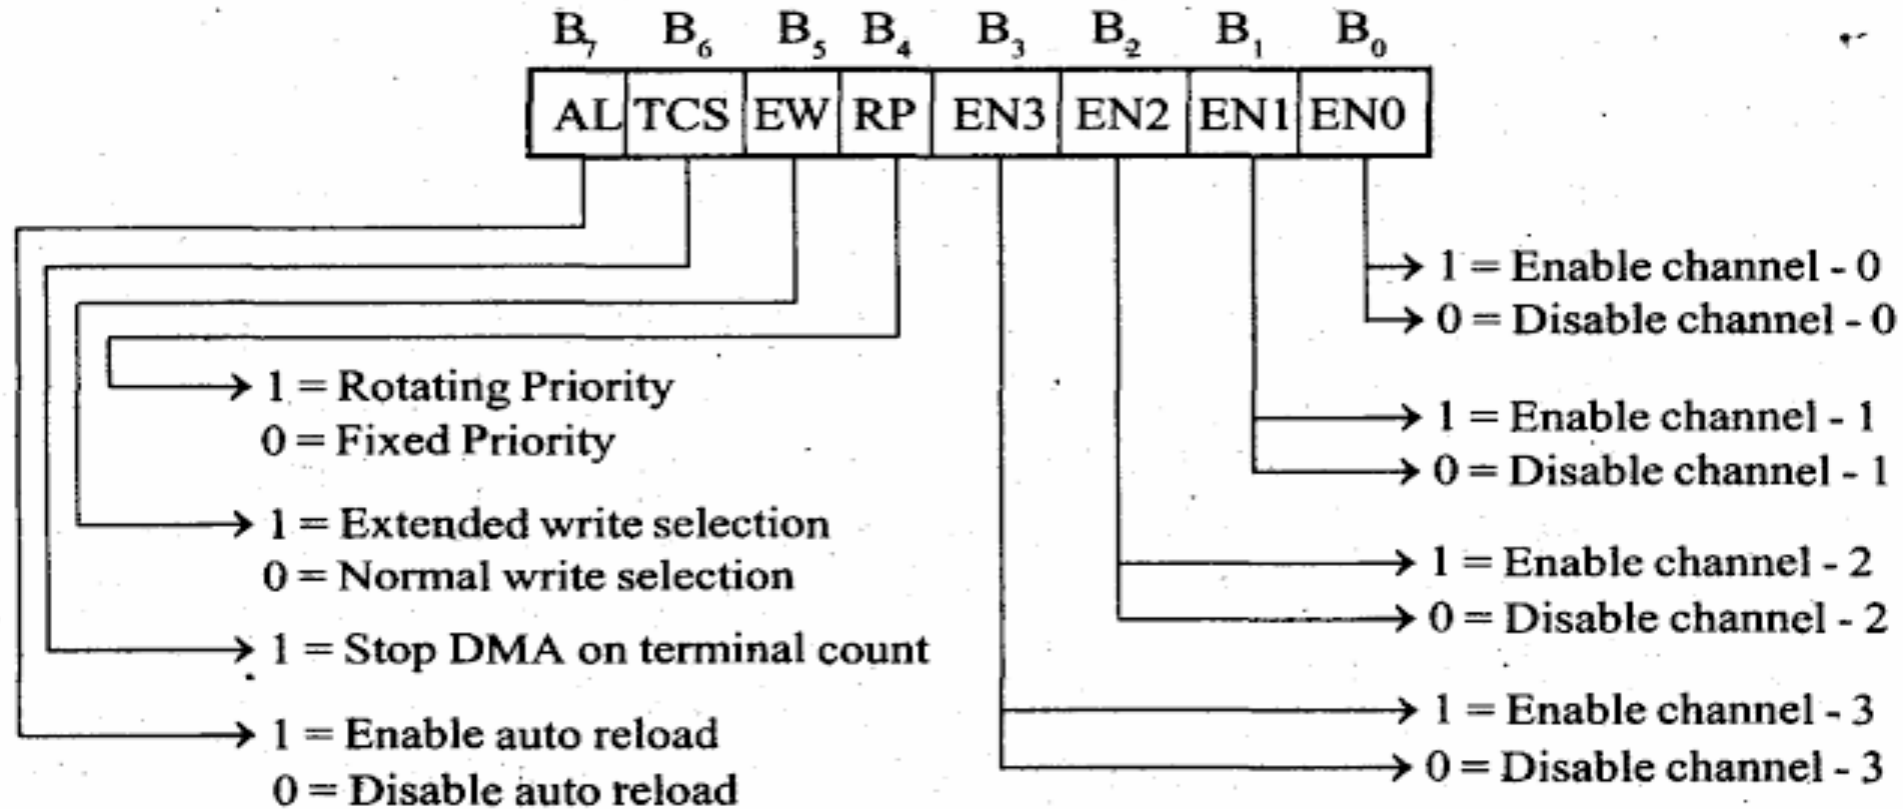 B7 B6 B5 B4 B3 B2 B1 B0
AL TCS EW RP EN3 EN2 EN1 EN0
1 = Rotating Priority
0 = Fixed Priority
1 = Extended write selection
0 = Normal write selection
1 = Stop DMA on terminal count
1 = Enable auto reload
0 = Disable auto reload
1 = Enable channel - 0
0 = Disable channel - 0
1 = Enable channel - 1
0 = Disable channel - 1
1 = Enable channel - 2
0 = Disable channel - 2
1 = Enable channel - 3
0 = Disable channel - 3